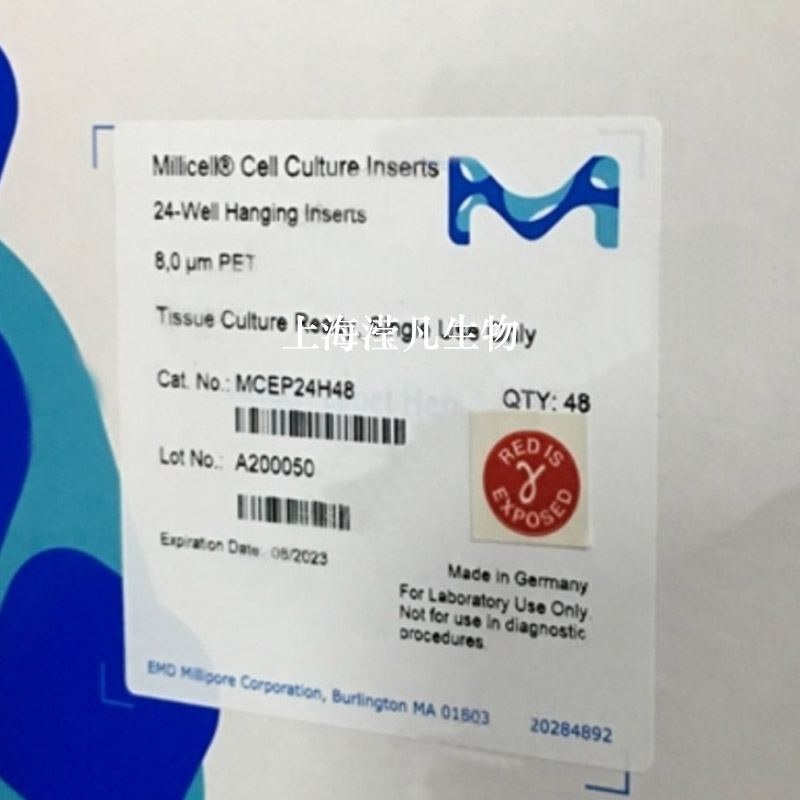 Millicell® Cell Culture Inserts
24-Well Hanging Inserts
8,0 µm PET
Tissue Culture Only
上海滢凡生物
Cat. No.: MCEP24H48
QTY: 48
Lot No.: A200050
RED IS
γ
EXPOSED
Expiration Date: 08/2023
Made in Germany
For Laboratory Use Only.
Not for use in diagnostic
procedures.
EMD Millipore Corporation, Burlington MA 01803
20284892